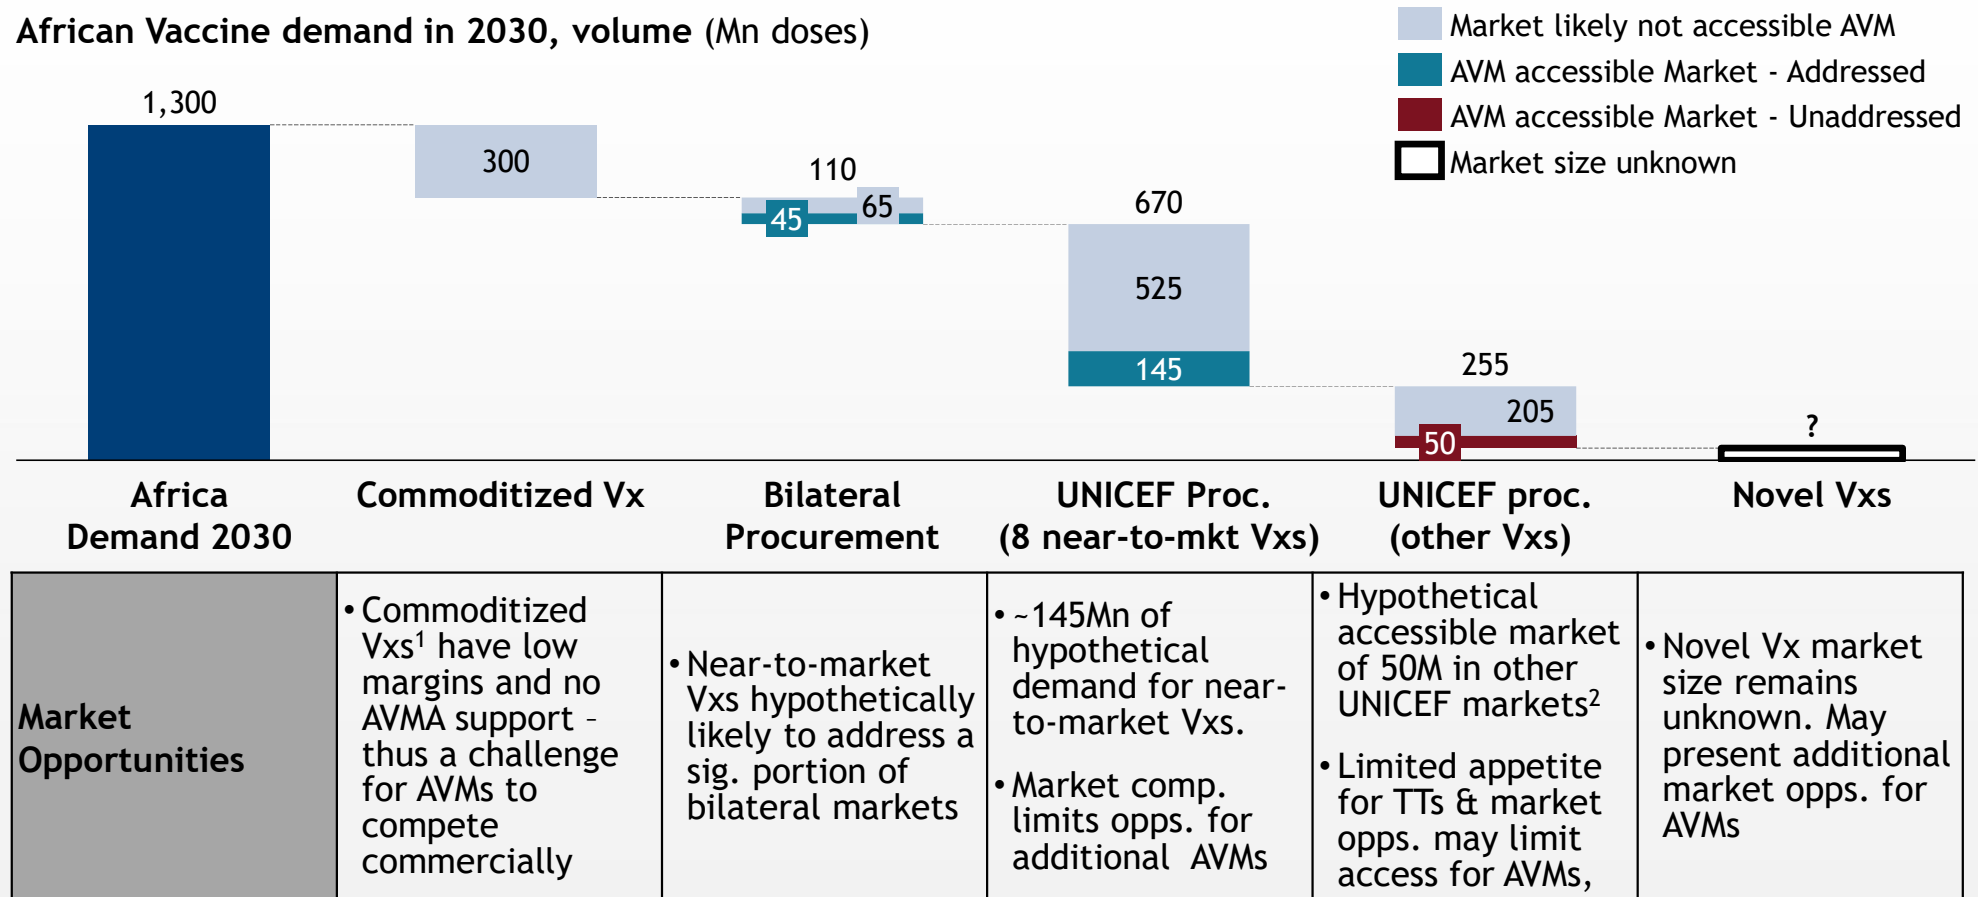 African Vaccine demand in 2030, volume (Mn doses)
Market likely not accessible AVM
AVM accessible Market - Addressed
AVM accessible Market - Unaddressed
Market size unknown
1,300
300
110
45
65
670
525
145
255
205
50
?
Africa
Demand 2030
Commoditized Vx
Bilateral
Procurement
UNICEF Proc.
(8 near-to-mkt Vxs)
UNICEF proc.
(other Vxs)
Novel Vxs
Market
Opportunities
• Commoditized
Vxs¹ have low
margins and no
AVMA support –
thus a challenge
for AVMs to
compete
commercially
• Near-to-market
Vxs hypothetically
likely to address a
sig. portion of
bilateral markets
• ~145Mn of
hypothetical
demand for near-
to-market Vxs.
• Market comp.
limits opps. for
additional AVMs
• Hypothetical
accessible market
of 50M in other
UNICEF markets²
• Limited appetite
for TTs & market
opps. may limit
access for AVMs,
• Novel Vx market
size remains
unknown. May
present additional
market opps. for
AVMs